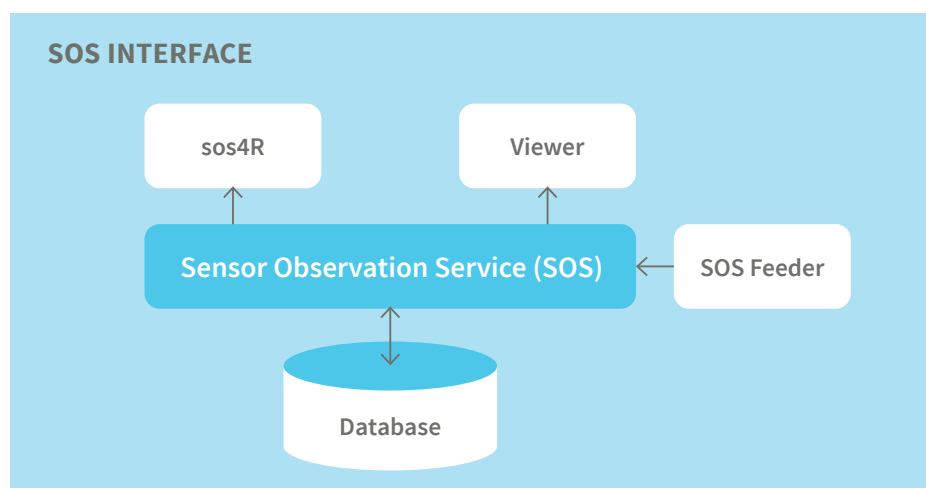 SOS INTERFACE
sos4R
Viewer
Sensor Observation Service (SOS)
SOS Feeder
Database